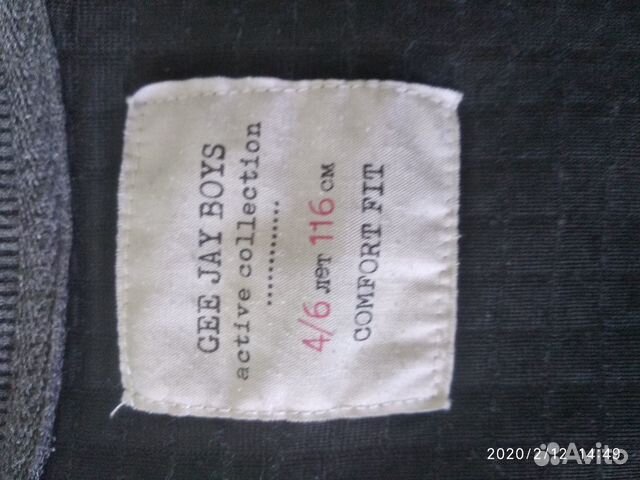 GEE JAY BOYS
active collection
.............
4/6 лет 116 см
COMFORT FIT
2020/2/12 14:49
Avito